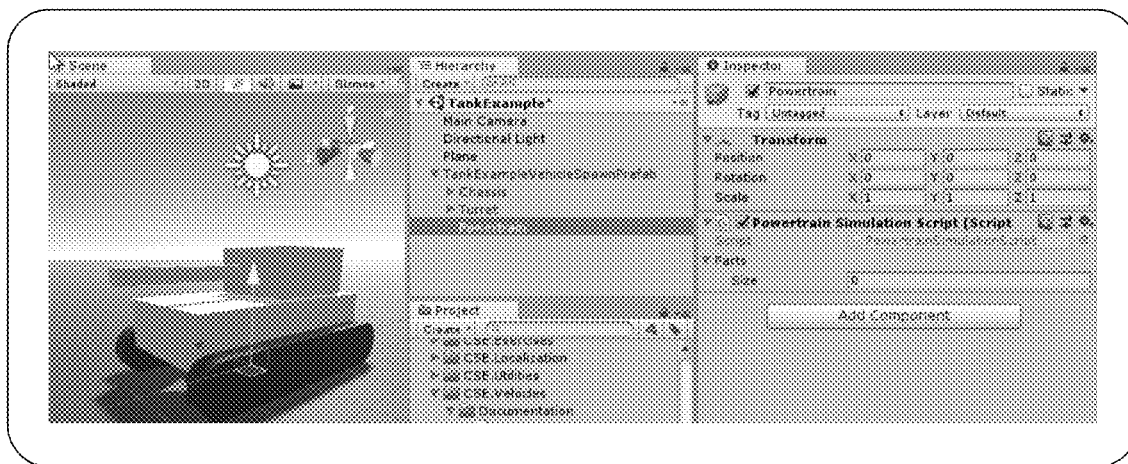 Scene
Shaded 2D Gizmos
Hierarchy
Create
TankExample*
Main Camera
Directional Light
Plane
TankExampleVehicleSpawnPrefab
Chassis
Turret
Project
Create
CSE.Exercises
CSE.Localization
CSE.Utilities
CSE.Vehicles
Documentation
Inspector
Powertrain Static
Tag Untagged Layer Default
Transform
Position X 0 Y 0 Z 0
Rotation X 0 Y 0 Z 0
Scale X 1 Y 1 Z 1
Powertrain Simulation Script (Script
Script PowertrainSimulationScript
Parts
Size 0
Add Component